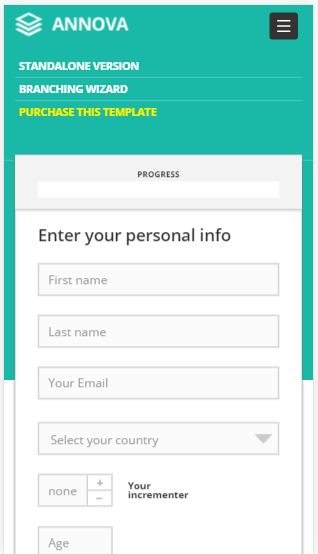 ANNOVA
STANDALONE VERSION
BRANCHING WIZARD
PURCHASE THIS TEMPLATE
PROGRESS
Enter your personal info
First name
Last name
Your Email
Select your country
none
+
−
Your
incrementer
Age